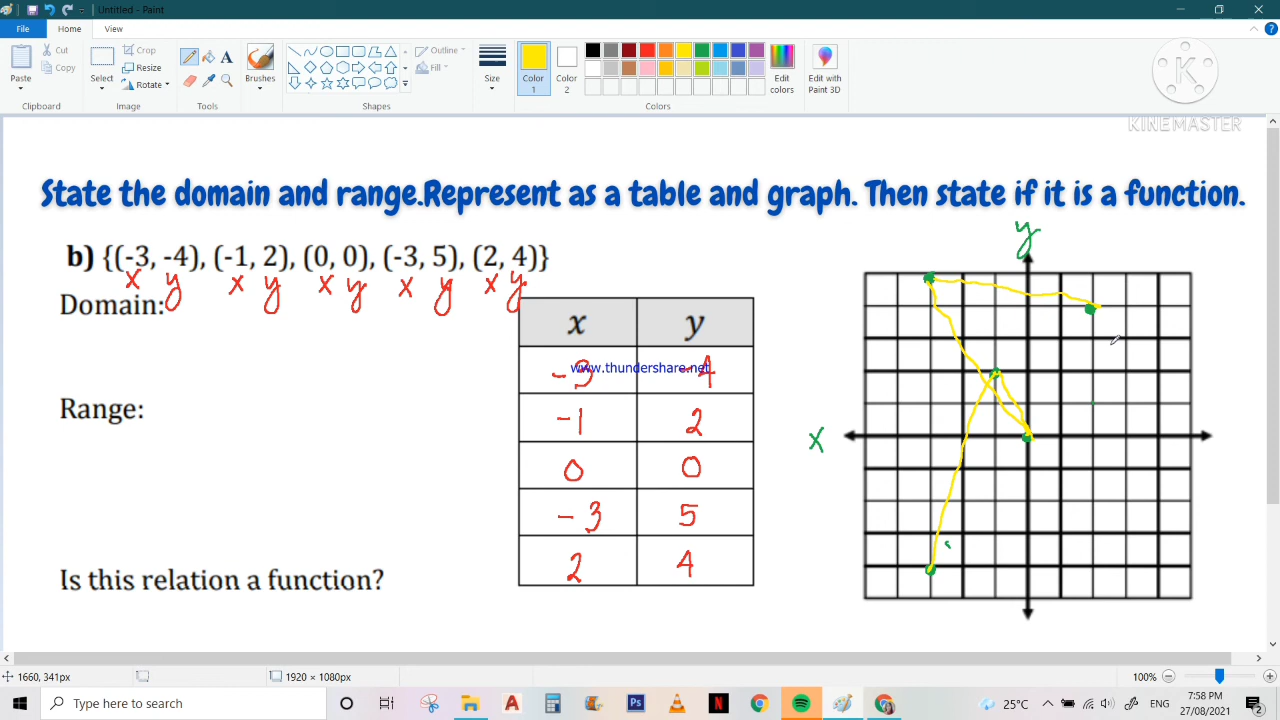 Untitled - Paint
File Home View
Cut
Copy
Paste
Crop
Resize
Rotate
Select
Brushes
Outline
Fill
Size
Color 1
Color 2
Edit colors
Edit with Paint 3D
Clipboard Image Tools Shapes Colors
K
KINEMASTER
State the domain and range.Represent as a table and graph. Then state if it is a function.
b) {(-3, -4), (-1, 2), (0, 0), (-3, 5), (2, 4)}
x y x y x y x y x y
Domain:
Range:
Is this relation a function?
x y
-3 -4
www.thundershare.net
-1 2
0 0
-3 5
2 4
y
x
1660, 341px
1920 × 1080px
100%
Type here to search
25°C
ENG
7:58 PM
27/08/2021
2